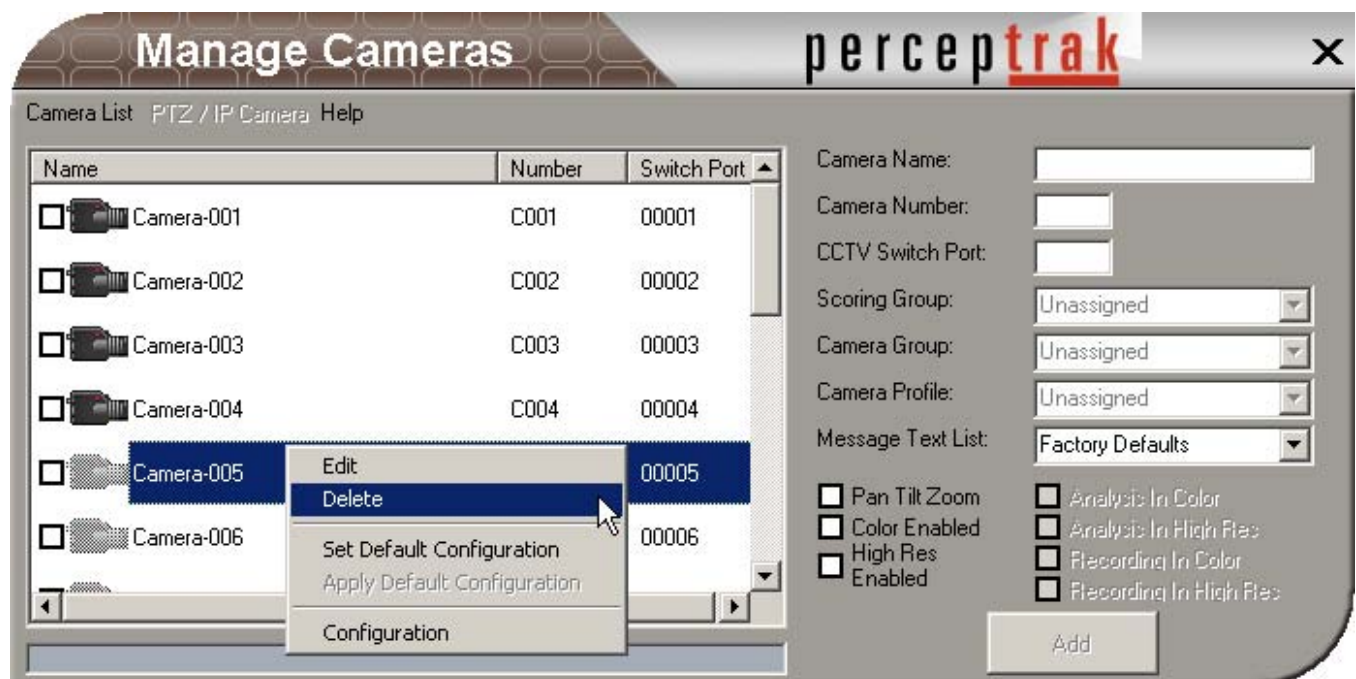 Manage Cameras
perceptrak
X
Camera List PTZ / IP Camera Help
Name Number Switch Port
Camera-001 C001 00001
Camera-002 C002 00002
Camera-003 C003 00003
Camera-004 C004 00004
Camera-005 00005
Camera-006 00006
Edit
Delete
Set Default Configuration
Apply Default Configuration
Configuration
Camera Name:
Camera Number:
CCTV Switch Port:
Scoring Group: Unassigned
Camera Group: Unassigned
Camera Profile: Unassigned
Message Text List: Factory Defaults
Pan Tilt Zoom
Color Enabled
High Res
Enabled
Analysis In Color
Analysis In High Res
Recording In Color
Recording In High Res
Add